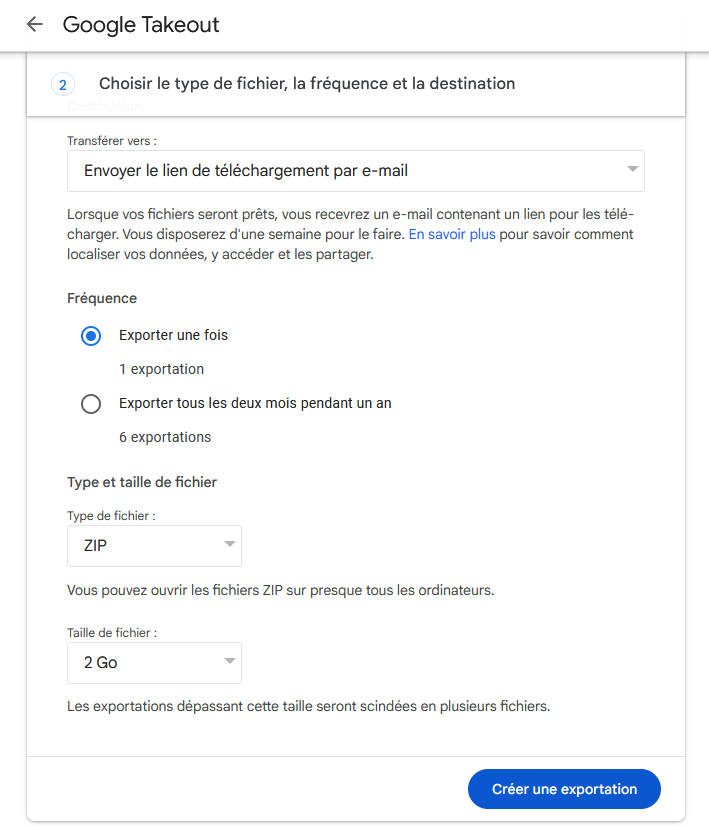 Google Takeout
2 Choisir le type de fichier, la fréquence et la destination
Destination
Transférer vers :
Envoyer le lien de téléchargement par e-mail
Lorsque vos fichiers seront prêts, vous recevrez un e-mail contenant un lien pour les télé-
charger. Vous disposerez d'une semaine pour le faire. En savoir plus pour savoir comment
localiser vos données, y accéder et les partager.
Fréquence
Exporter une fois
1 exportation
Exporter tous les deux mois pendant un an
6 exportations
Type et taille de fichier
Type de fichier :
ZIP
Vous pouvez ouvrir les fichiers ZIP sur presque tous les ordinateurs.
Taille de fichier :
2 Go
Les exportations dépassant cette taille seront scindées en plusieurs fichiers.
Créer une exportation